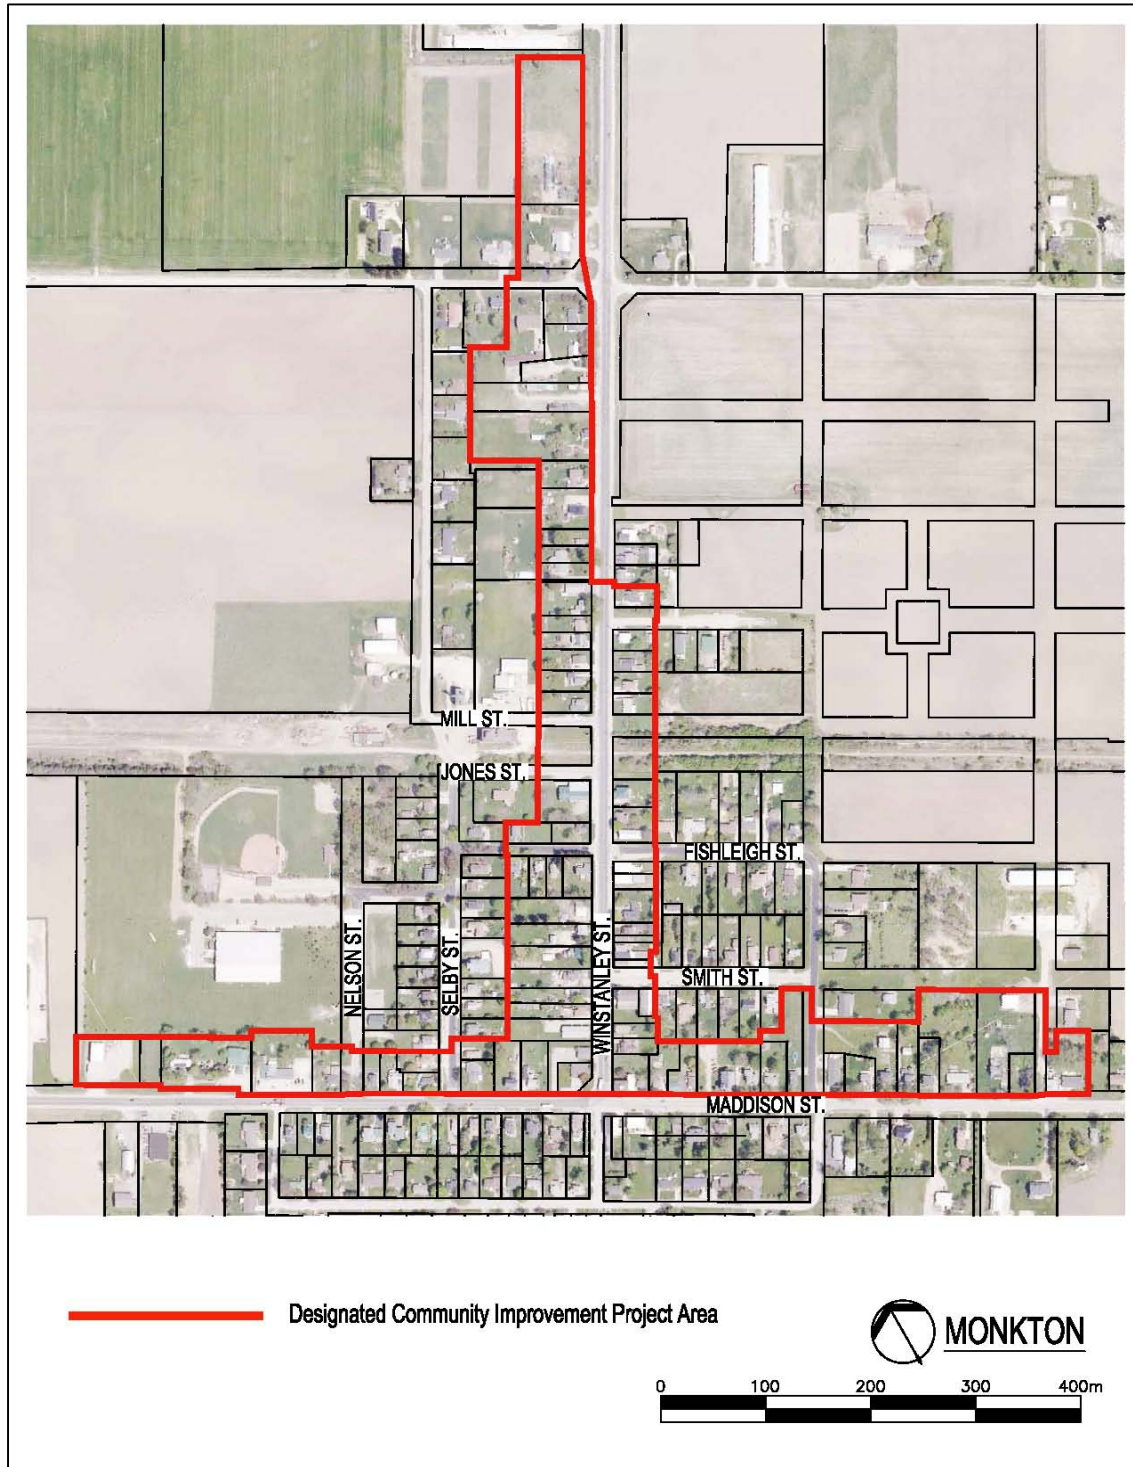 MILL ST.
JONES ST.
FISHLEIGH ST.
NELSON ST.
SELBY ST.
WINSTANLEY ST.
SMITH ST.
MADDISON ST.
Designated Community Improvement Project Area
MONKTON
0 100 200 300 400m